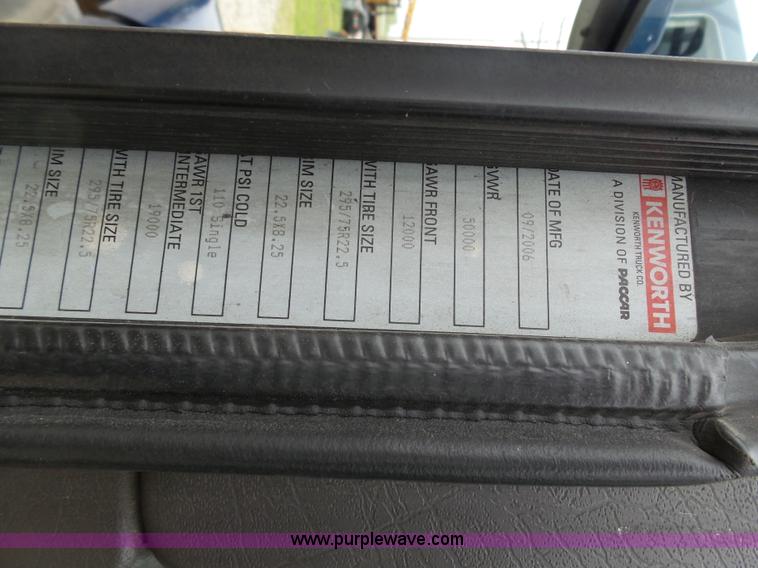 MANUFACTURED BY
KENWORTH
KENWORTH TRUCK CO.
A DIVISION OF PACCAR
DATE OF MFG
09/2006
GVWR
50000
GAWR FRONT
12000
WITH TIRE SIZE
295/75R22.5
RIM SIZE
22.5X8.25
AT PSI COLD
110 Single
GAWR 1ST
INTERMEDIATE
19000
WITH TIRE SIZE
295/75R22.5
RIM SIZE
22.5X8.25
www.purplewave.com